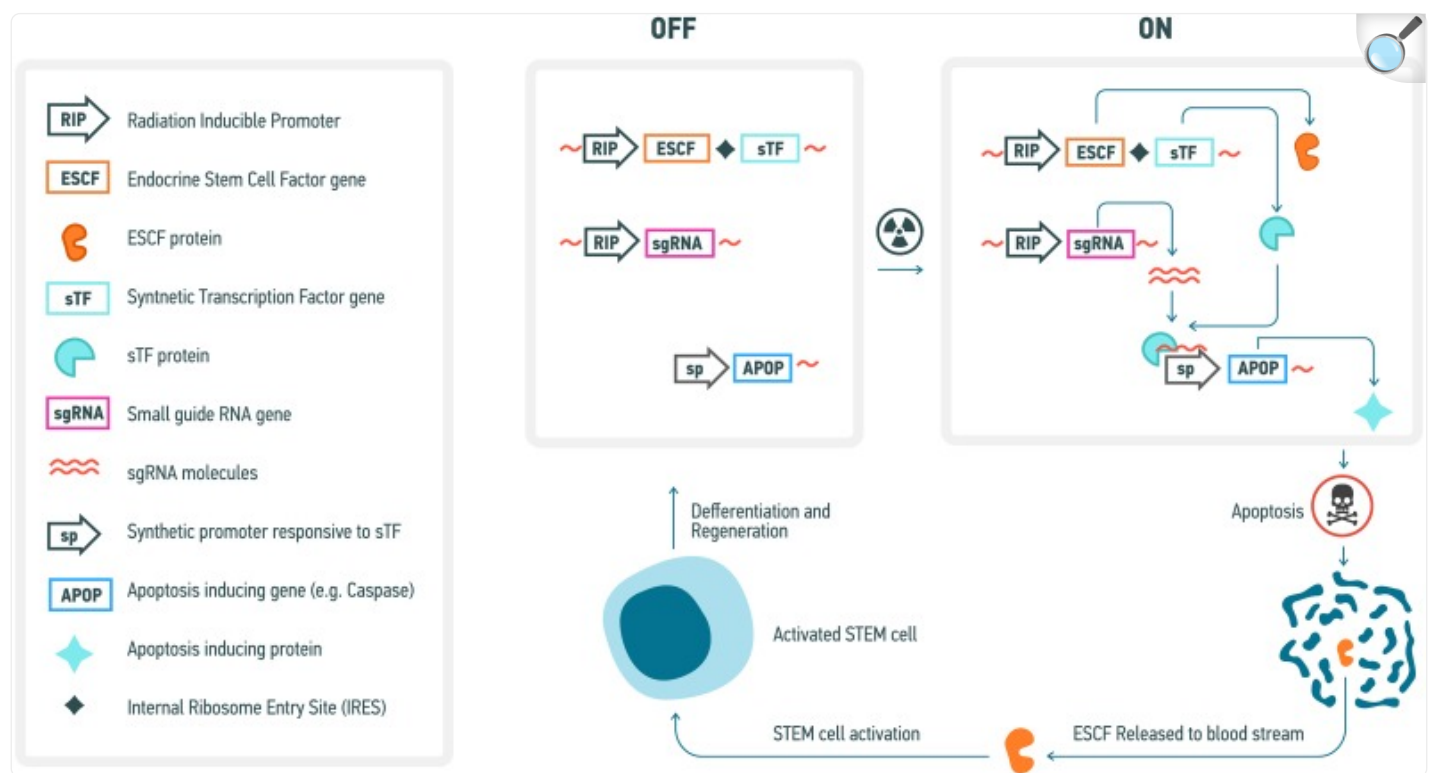 OFF
ON
RIP Radiation Inducible Promoter
ESCF Endocrine Stem Cell Factor gene
ESCF protein
sTF Syntnetic Transcription Factor gene
sTF protein
sgRNA Small guide RNA gene
sgRNA molecules
sp Synthetic promoter responsive to sTF
APOP Apoptosis inducing gene (e.g. Caspase)
Apoptosis inducing protein
Internal Ribosome Entry Site (IRES)
RIP ESCF sTF
RIP sgRNA
sp APOP
RIP ESCF sTF
RIP sgRNA
sp APOP
Apoptosis
Defferentiation and
Regeneration
Activated STEM cell
STEM cell activation
ESCF Released to blood stream